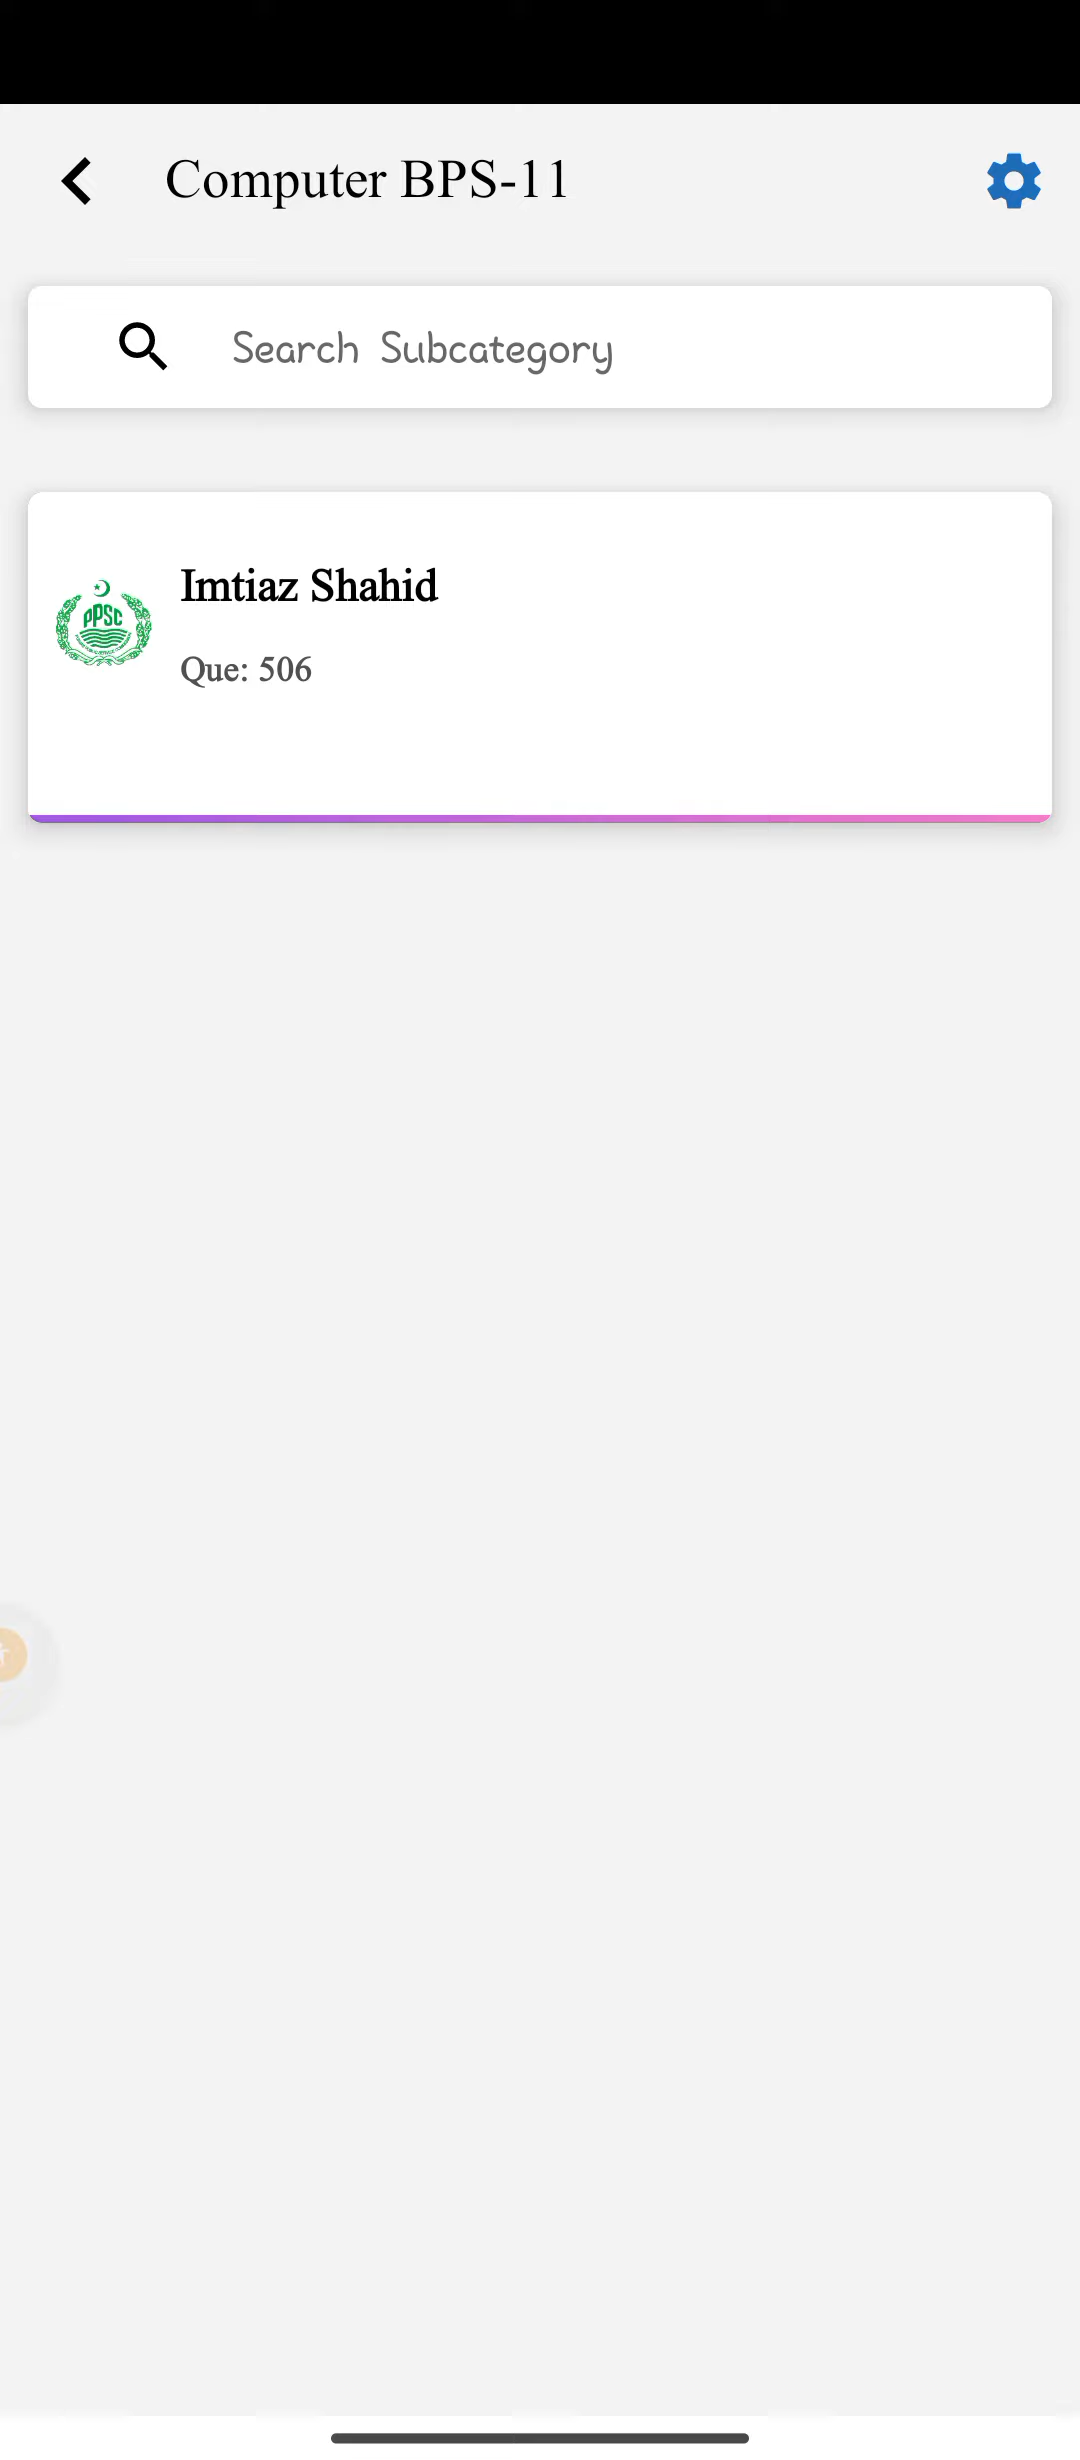 Computer BPS-11
Search Subcategory
Imtiaz Shahid
PPSC
Que: 506